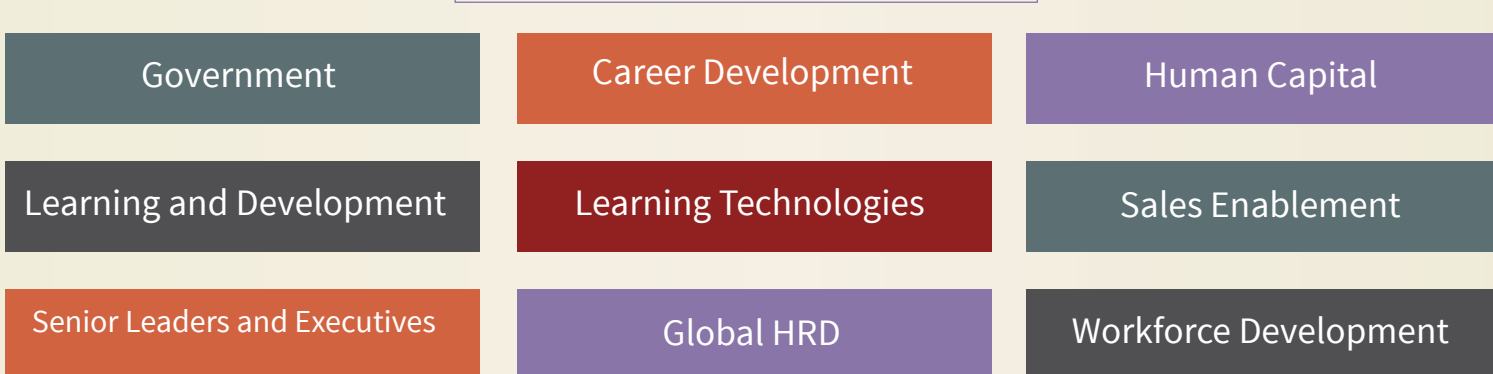 Government
Career Development
Human Capital
Learning and Development
Learning Technologies
Sales Enablement
Senior Leaders and Executives
Global HRD
Workforce Development